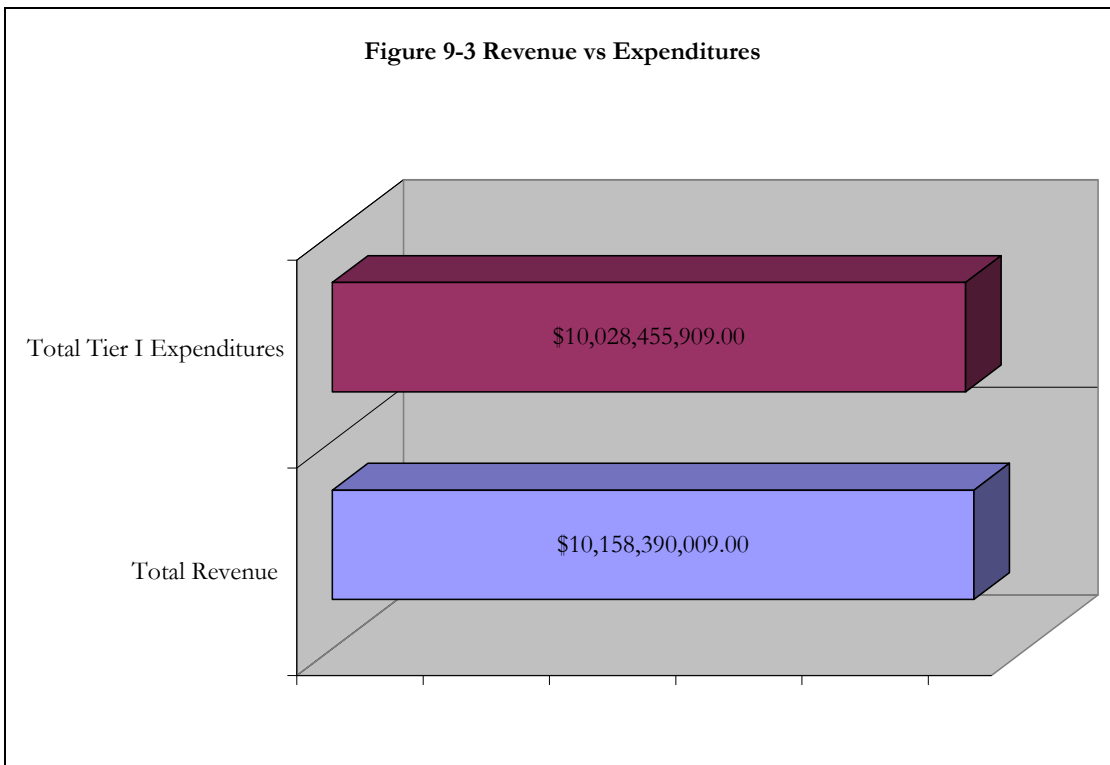 Figure 9-3 Revenue vs Expenditures
Total Tier I Expenditures
$10,028,455,909.00
Total Revenue
$10,158,390,009.00